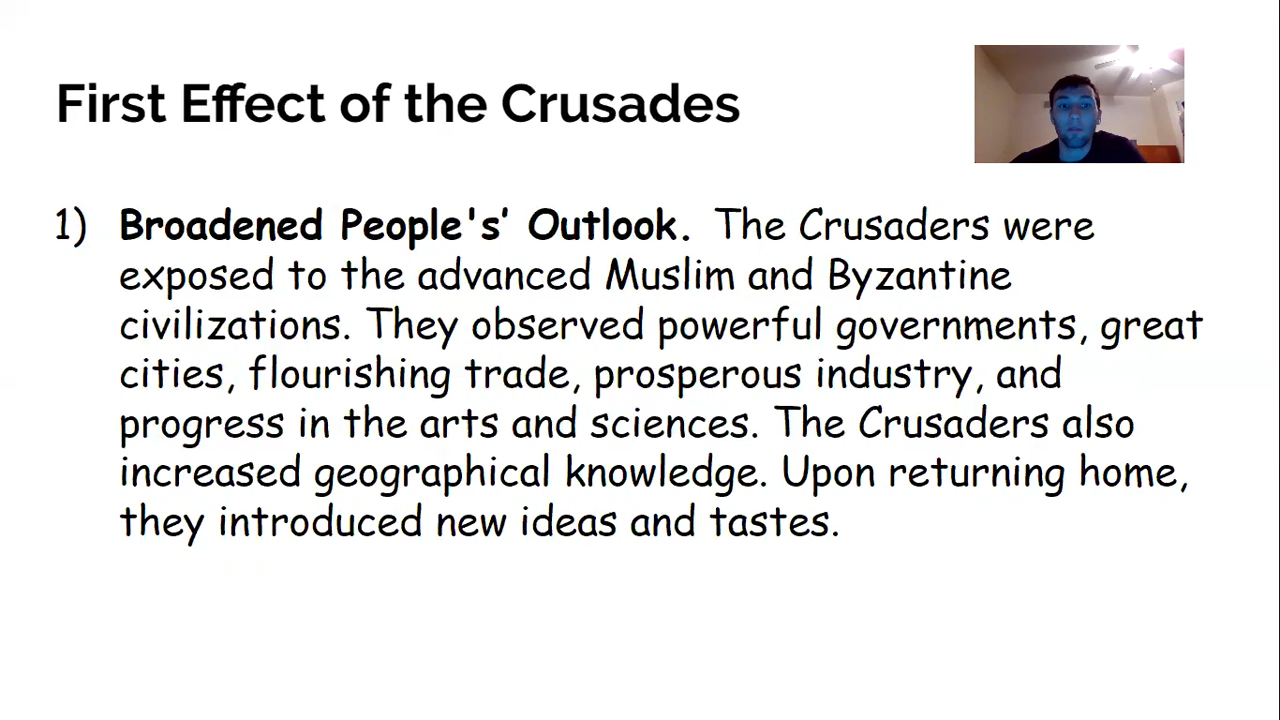 First Effect of the Crusades
1) Broadened People's' Outlook. The Crusaders were
exposed to the advanced Muslim and Byzantine
civilizations. They observed powerful governments, great
cities, flourishing trade, prosperous industry, and
progress in the arts and sciences. The Crusaders also
increased geographical knowledge. Upon returning home,
they introduced new ideas and tastes.